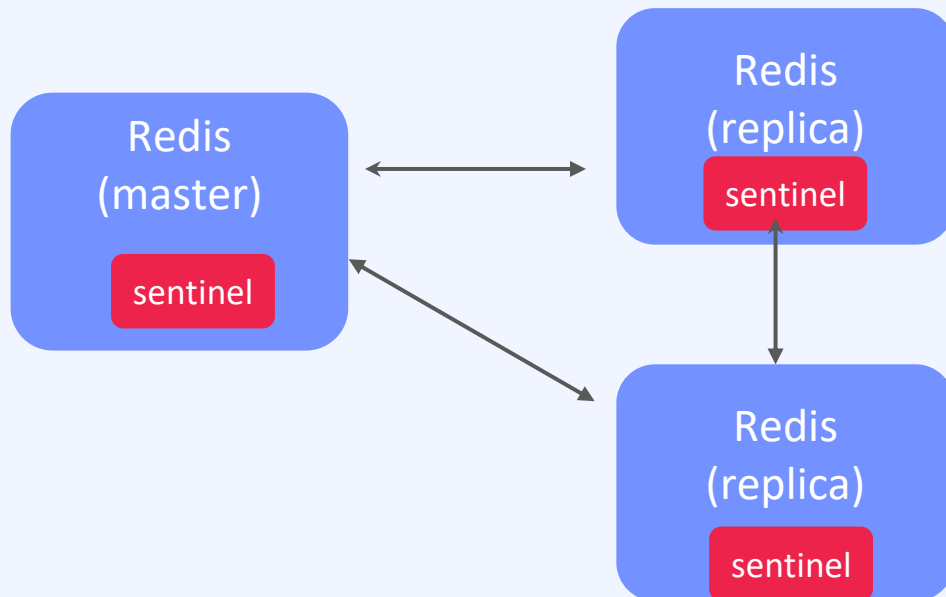 Redis
(master)
sentinel
Redis
(replica)
sentinel
Redis
(replica)
sentinel